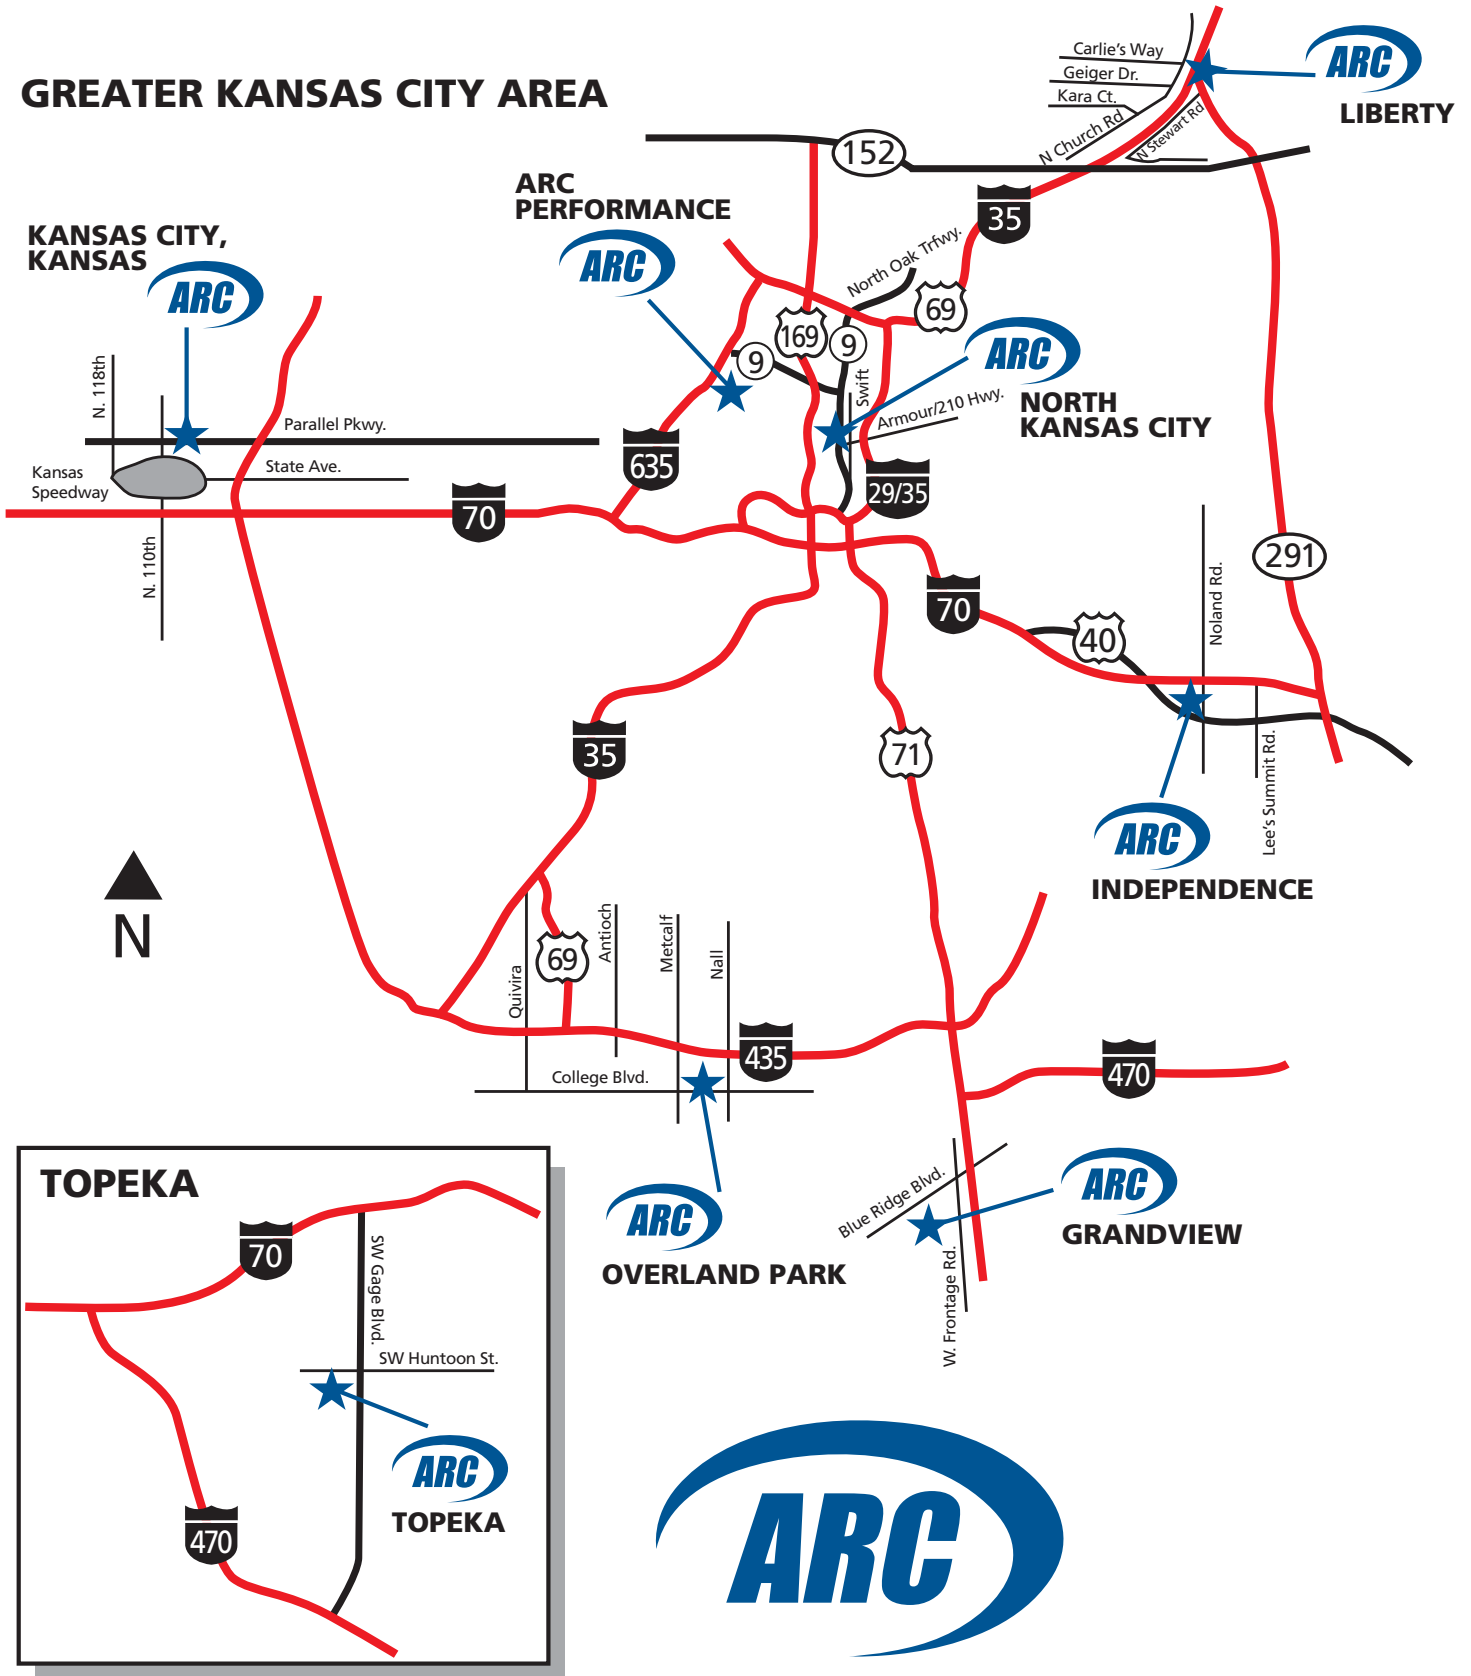 GREATER KANSAS CITY AREA
Carlie's Way
Geiger Dr.
Kara Ct.
N Church Rd
N Stewart Rd
ARC
LIBERTY
152
35
ARC
PERFORMANCE
ARC
KANSAS CITY,
KANSAS
ARC
North Oak Trfwy.
69
169
9
9
ARC
NORTH
KANSAS CITY
Swift
Armour/210 Hwy.
N. 118th
Parallel Pkwy.
State Ave.
Kansas
Speedway
N. 110th
70
635
29/35
291
70
40
Noland Rd.
Lee's Summit Rd.
ARC
INDEPENDENCE
35
71
N
Quivira
69
Antioch
Metcalf
Nall
435
College Blvd.
470
ARC
OVERLAND PARK
Blue Ridge Blvd.
W. Frontage Rd.
ARC
GRANDVIEW
TOPEKA
70
SW Gage Blvd.
SW Huntoon St.
ARC
TOPEKA
470
ARC